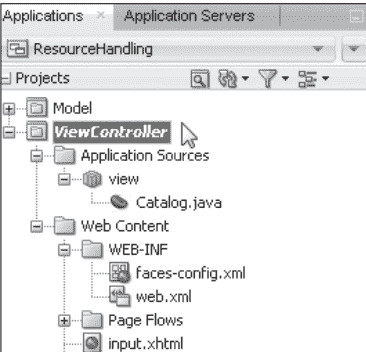 Applications Application Servers
ResourceHandling
Projects
Model
ViewController
Application Sources
view
Catalog.java
Web Content
WEB-INF
faces-config.xml
web.xml
Page Flows
input.xhtml